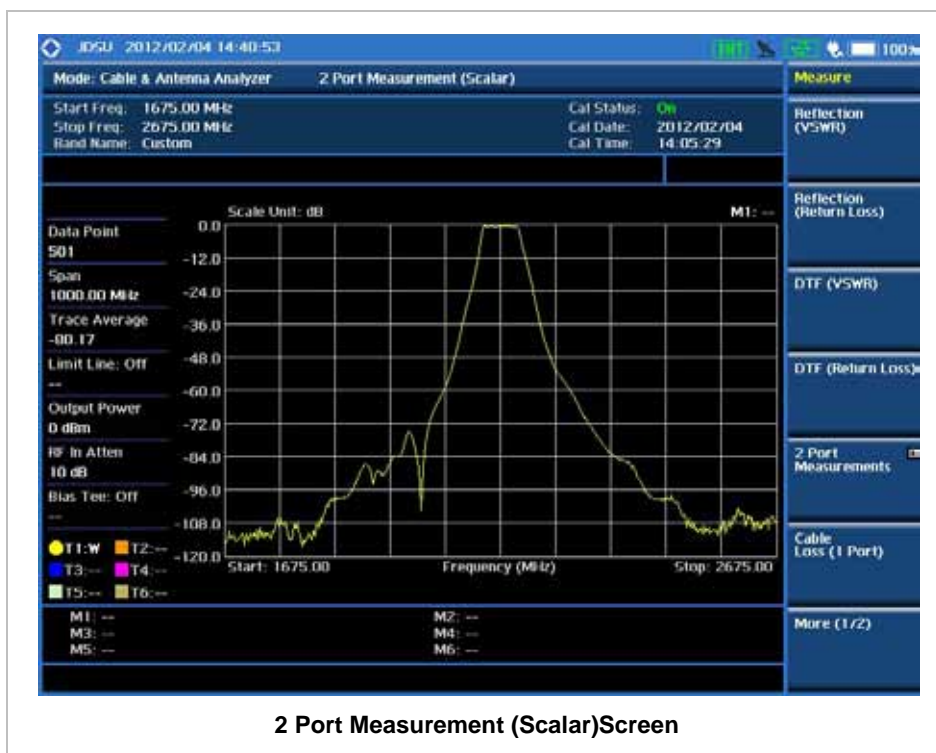 JDSU 2012/02/04 14:40:53
INT
100%
Mode: Cable & Antenna Analyzer 2 Port Measurement (Scalar)
Measure
Start Freq: 1675.00 MHz
Stop Freq: 2675.00 MHz
Band Name: Custom
Cal Status: On
Cal Date: 2012/02/04
Cal Time: 14:05:29
Reflection
(VSWR)
Reflection
(Return Loss)
DTF (VSWR)
DTF (Return Loss)
2 Port
Measurements
Cable
Loss (1 Port)
More (1/2)
Scale Unit: dB
M1: --
Data Point
501
Span
1000.00 MHz
Trace Average
-00.17
Limit Line: Off
--
Output Power
0 dBm
RF In Atten
10 dB
Bias Tee: Off
--
T1:W T2:--
T3:-- T4:--
T5:-- T6:--
0.0
-12.0
-24.0
-36.0
-48.0
-60.0
-72.0
-84.0
-96.0
-108.0
-120.0
Start: 1675.00 Frequency (MHz) Stop: 2675.00
M1: -- M2: --
M3: -- M4: --
M5: -- M6: --
2 Port Measurement (Scalar)Screen